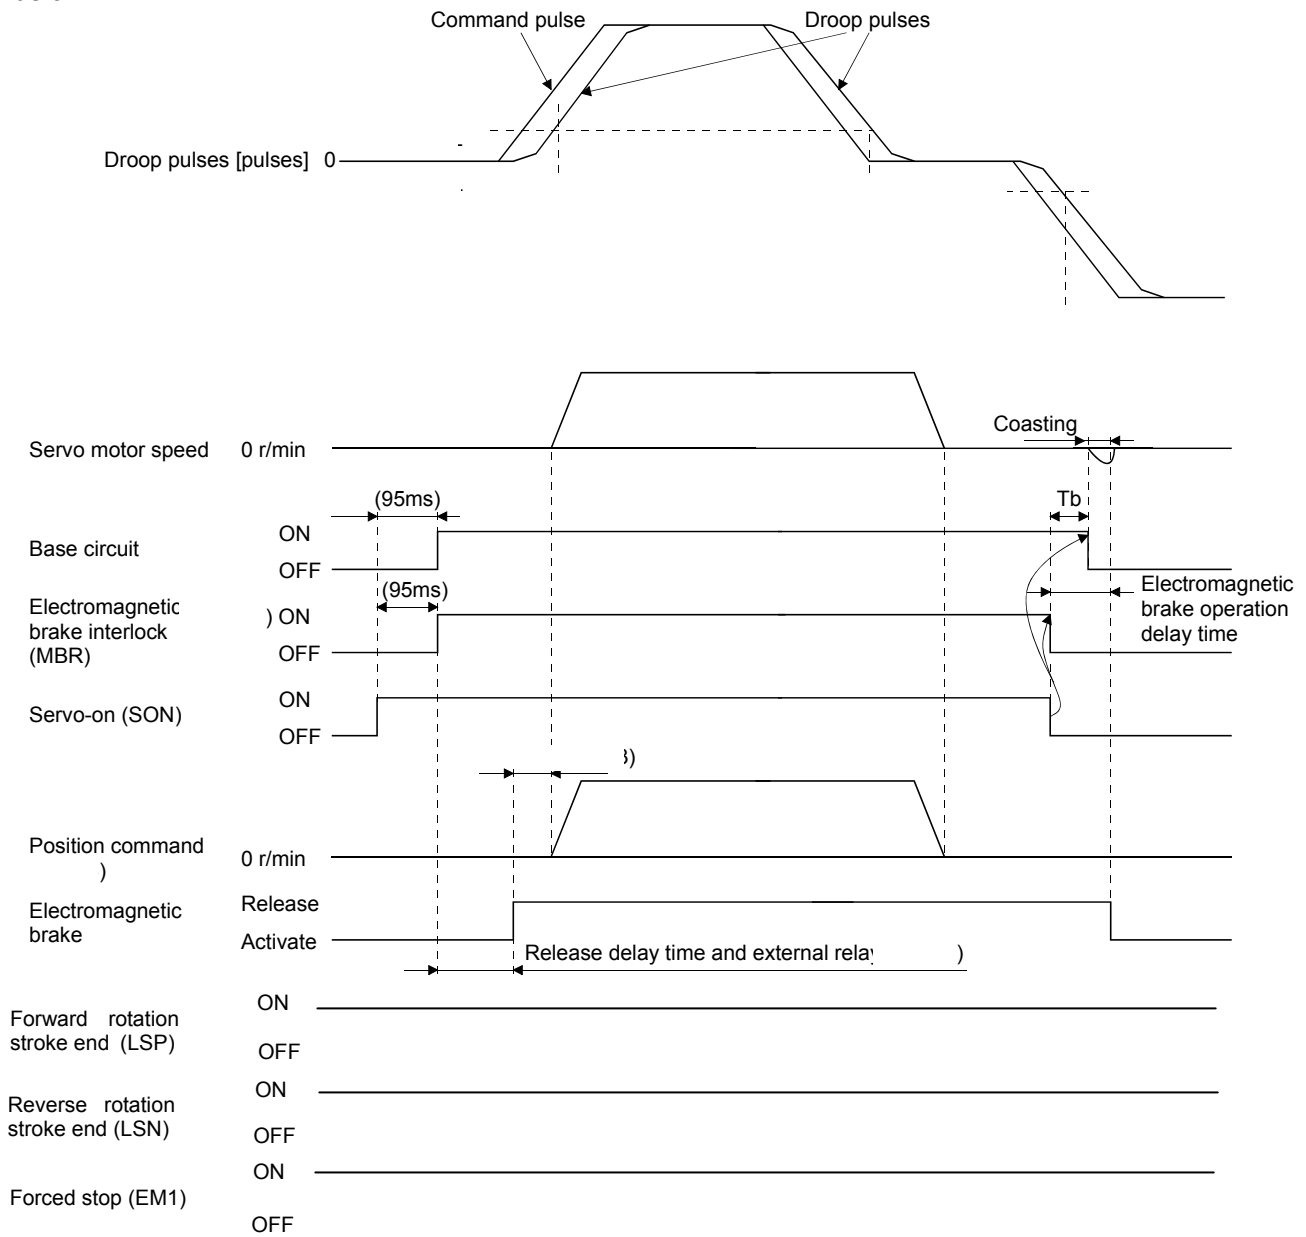 Command pulse
Droop pulses
Droop pulses [pulses] 0
Coasting
Servo motor speed 0 r/min
(95ms)
Tb
Base circuit
ON
OFF
(95ms)
Electromagnetic
brake operation
delay time
Electromagnetic
brake interlock
(MBR)
) ON
OFF
Servo-on (SON)
ON
OFF
)
Position command
)
0 r/min
Electromagnetic
brake
Release
Activate
Release delay time and external relay )
Forward rotation
stroke end (LSP)
ON
OFF
Reverse rotation
stroke end (LSN)
ON
OFF
Forced stop (EM1)
ON
OFF